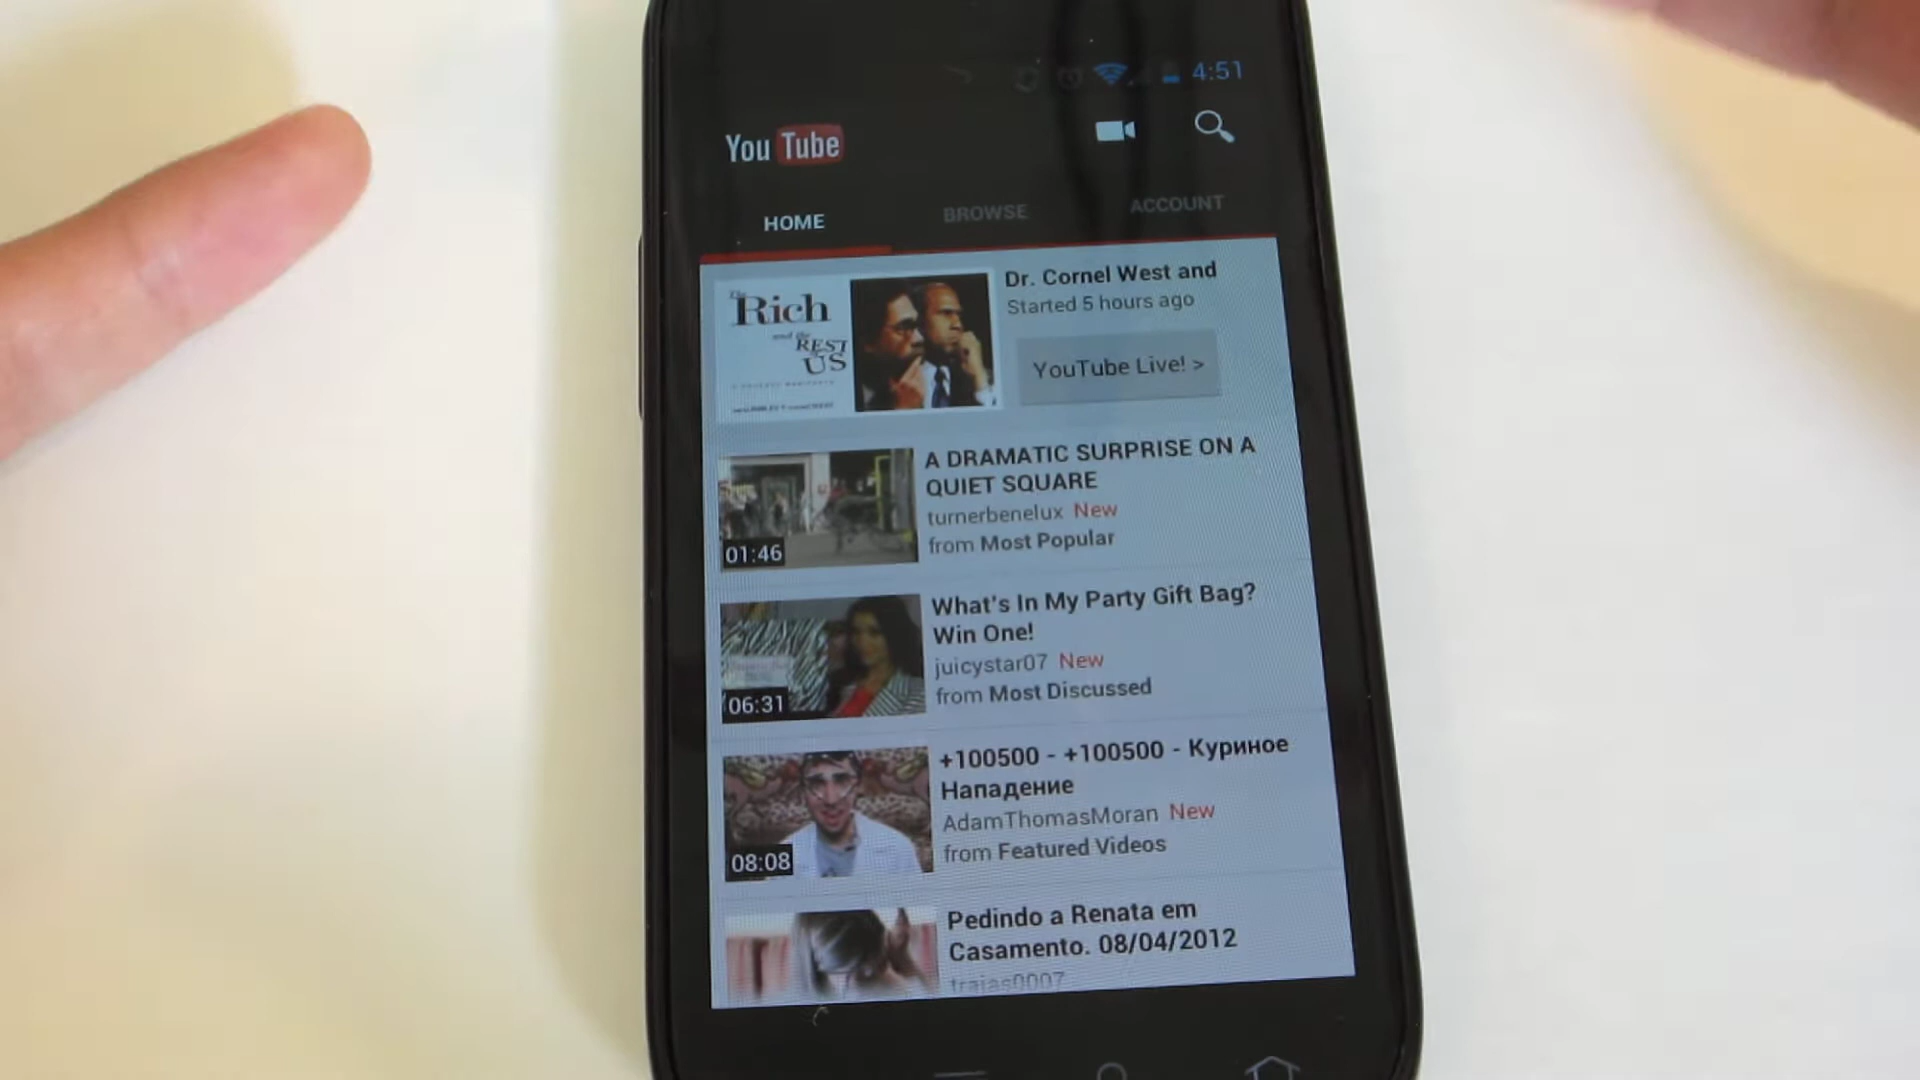 4:51
YouTube
HOME
BROWSE
ACCOUNT
The
Rich
and the
REST
US
Dr. Cornel West and
Started 5 hours ago
YouTube Live! >
A DRAMATIC SURPRISE ON A
QUIET SQUARE
turnerbenelux New
from Most Popular
01:46
What's In My Party Gift Bag?
Win One!
juicystar07 New
from Most Discussed
06:31
+100500 - +100500 - Куриное
Нападение
AdamThomasMoran New
from Featured Videos
08:08
Pedindo a Renata em
Casamento. 08/04/2012